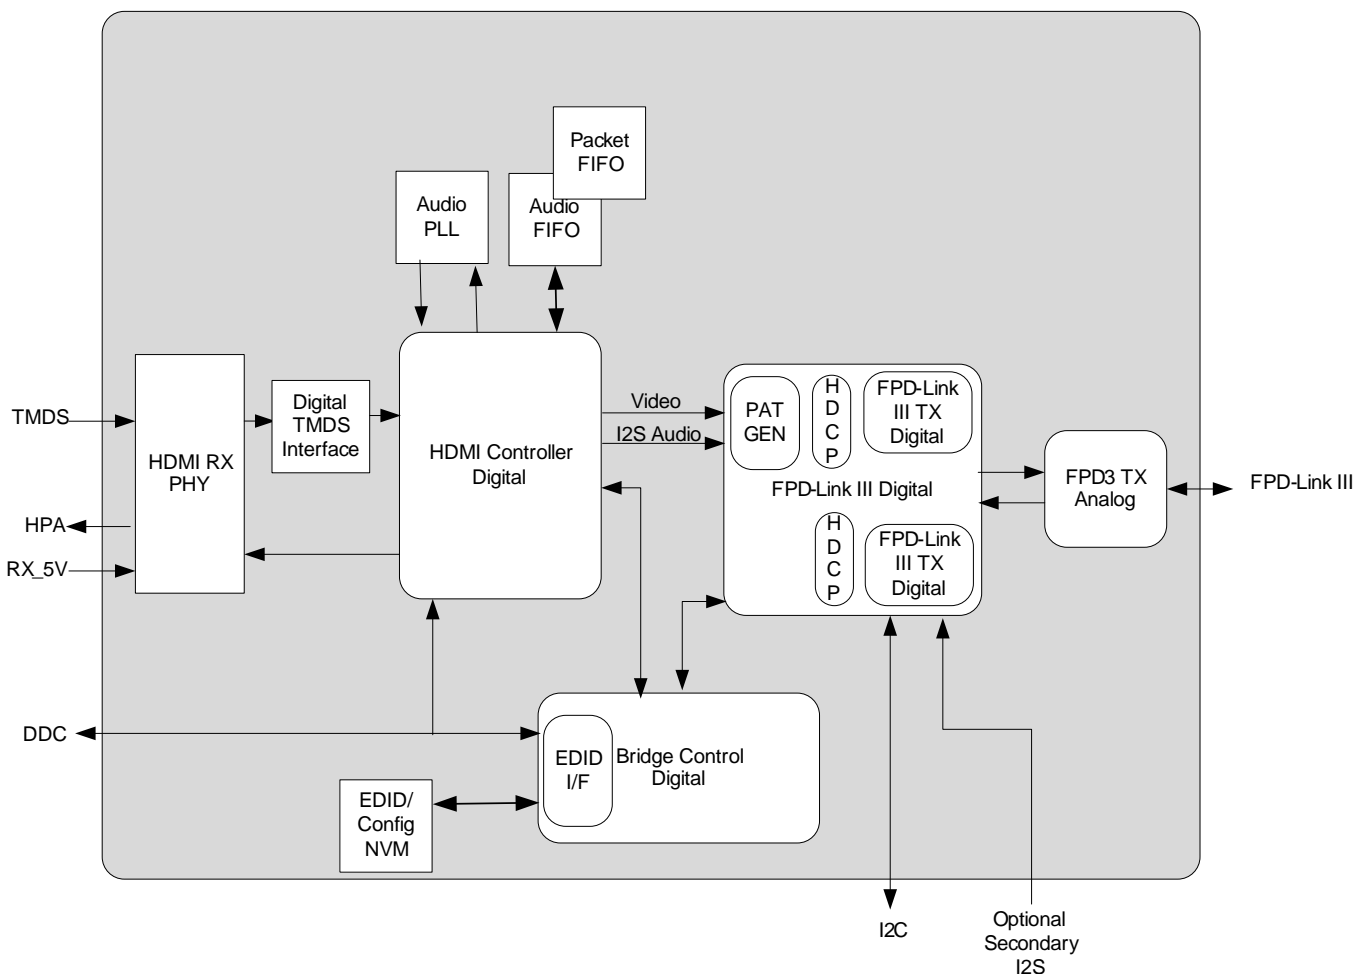 Packet
FIFO
Audio
PLL
Audio
FIFO
TMDS
HPA
RX_5V
HDMI RX
PHY
Digital
TMDS
Interface
HDMI Controller
Digital
Video
I2S Audio
PAT
GEN
H
D
C
P
FPD-Link
III TX
Digital
FPD-Link III Digital
H
D
C
P
FPD-Link
III TX
Digital
FPD3 TX
Analog
FPD-Link III
DDC
EDID
I/F
Bridge Control
Digital
EDID/
Config
NVM
I2C
Optional
Secondary
I2S